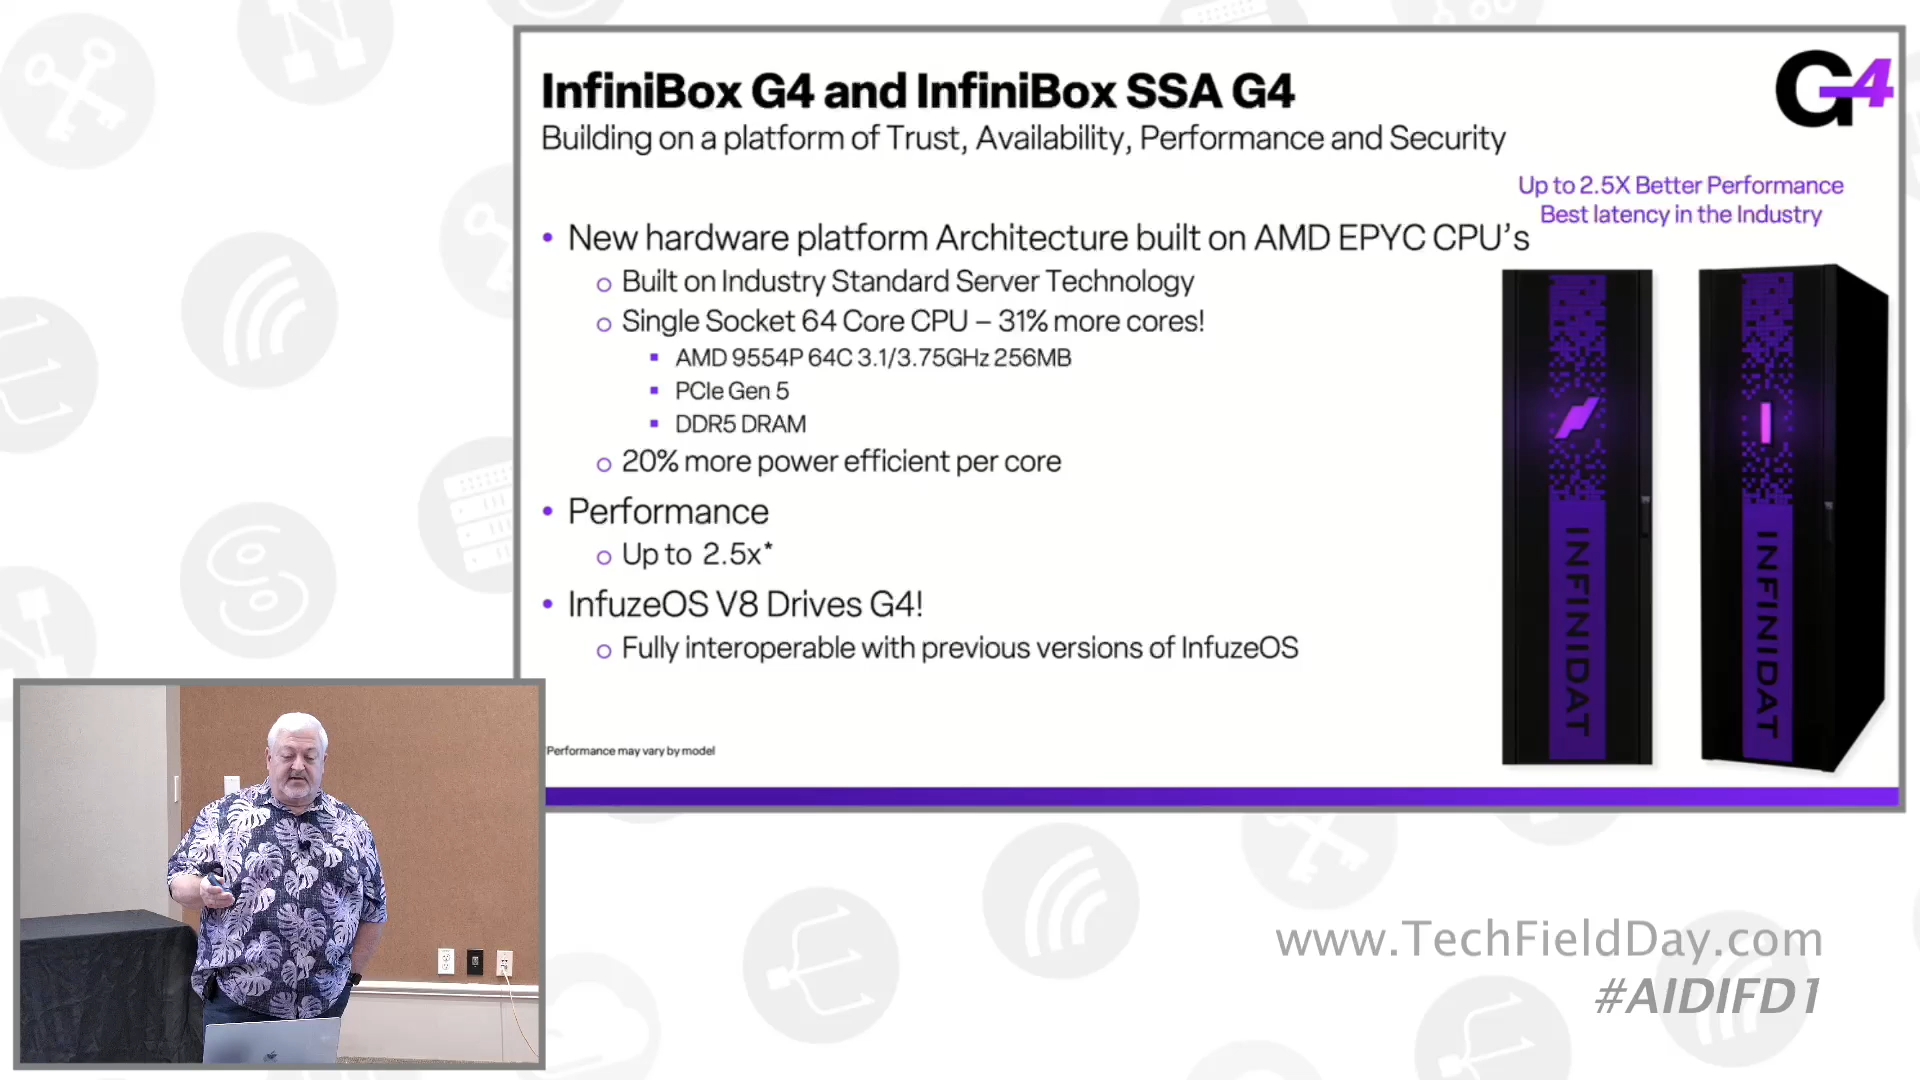 InfiniBox G4 and InfiniBox SSA G4
Building on a platform of Trust, Availability, Performance and Security
G4
Up to 2.5X Better Performance
Best latency in the Industry
• New hardware platform Architecture built on AMD EPYC CPU's
o Built on Industry Standard Server Technology
o Single Socket 64 Core CPU – 31% more cores!
▪ AMD 9554P 64C 3.1/3.75GHz 256MB
▪ PCIe Gen 5
▪ DDR5 DRAM
o 20% more power efficient per core
• Performance
o Up to 2.5x*
• InfuzeOS V8 Drives G4!
o Fully interoperable with previous versions of InfuzeOS
INFINIDAT
INFINIDAT
*Performance may vary by model
www.TechFieldDay.com
#AIDIFD1